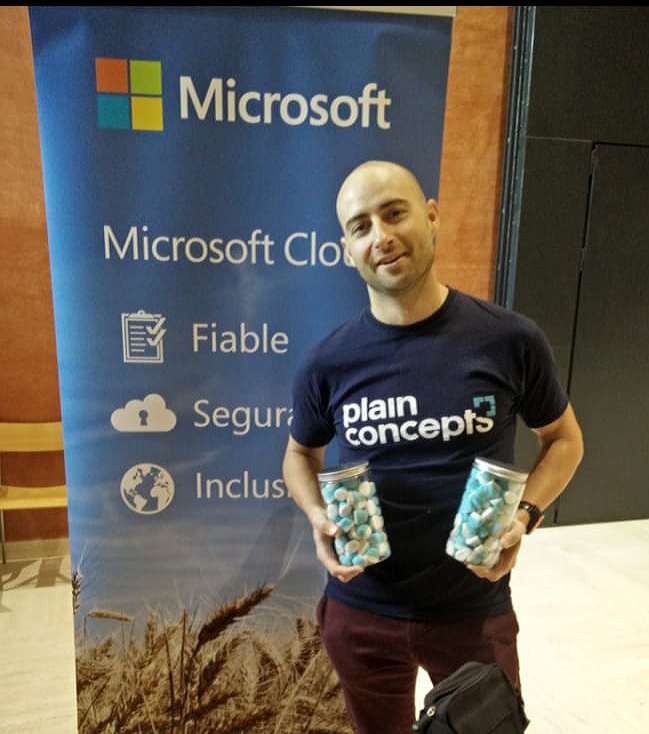 Microsoft
Microsoft Clo
Fiable
Segura
Inclus
plain
concepts